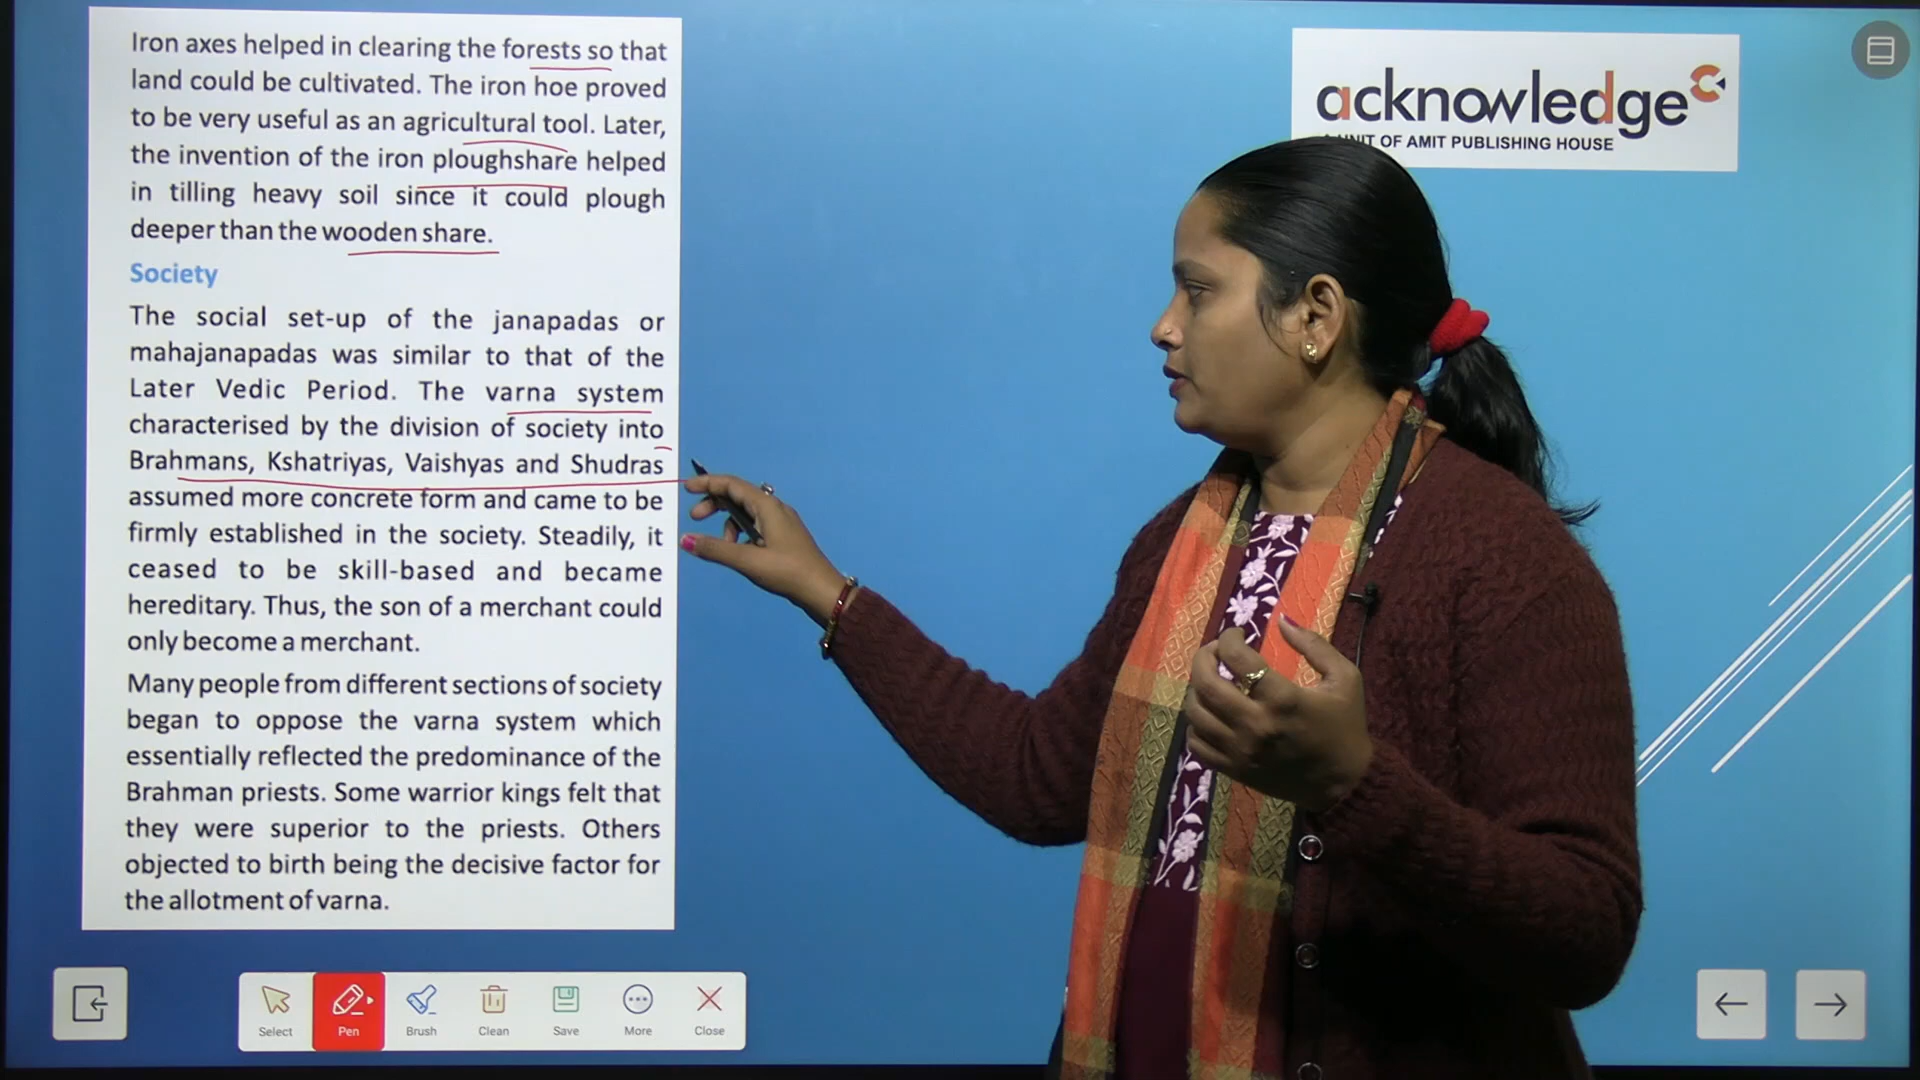 Iron axes helped in clearing the forests so that
land could be cultivated. The iron hoe proved
to be very useful as an agricultural tool. Later,
the invention of the iron ploughshare helped
in tilling heavy soil since it could plough
deeper than the wooden share.
Society
The social set-up of the janapadas or
mahajanapadas was similar to that of the
Later Vedic Period. The varna system
characterised by the division of society into
Brahmans, Kshatriyas, Vaishyas and Shudras
assumed more concrete form and came to be
firmly established in the society. Steadily, it
ceased to be skill-based and became
hereditary. Thus, the son of a merchant could
only become a merchant.
Many people from different sections of society
began to oppose the varna system which
essentially reflected the predominance of the
Brahman priests. Some warrior kings felt that
they were superior to the priests. Others
objected to birth being the decisive factor for
the allotment of varna.
acknowledge
UNIT OF AMIT PUBLISHING HOUSE
Select Pen Brush Clean Save More Close